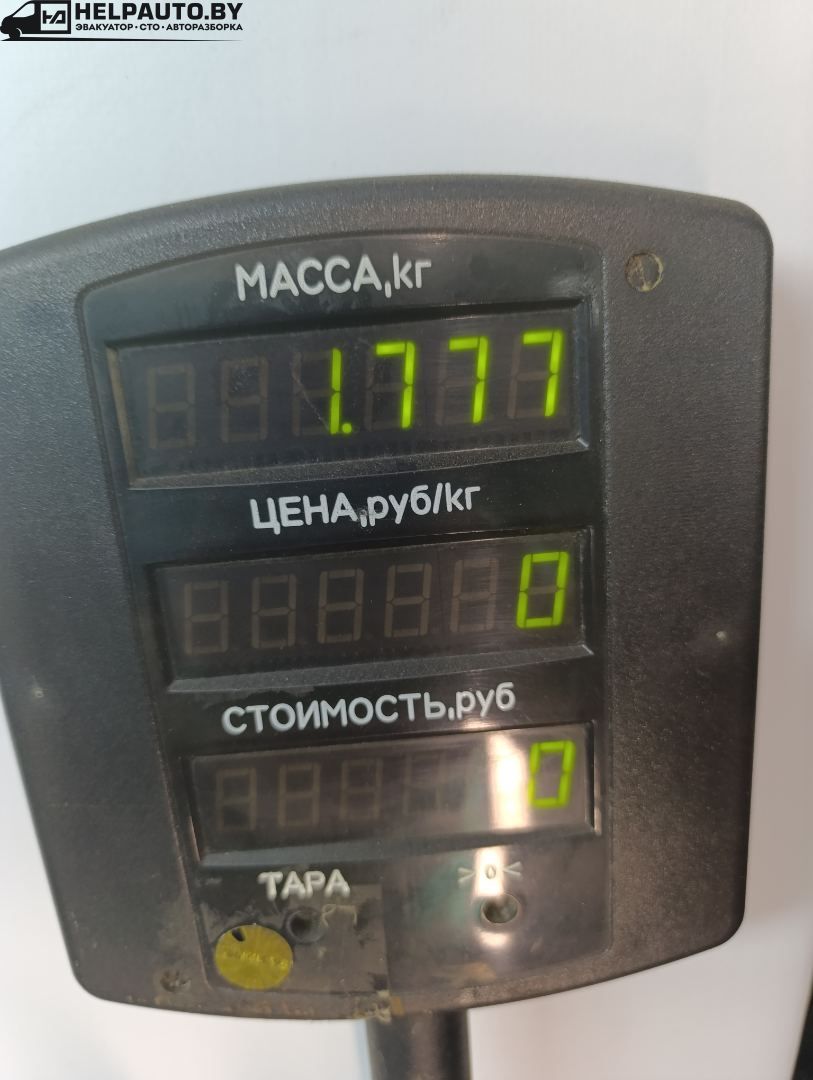 HELPAUTO.BY
ЭВАКУАТОР • СТО • АВТОРАЗБОРКА
МАССА,кг
1.777
ЦЕНА,руб/кг
0
СТОИМОСТЬ,руб
0
ТАРА
>0<